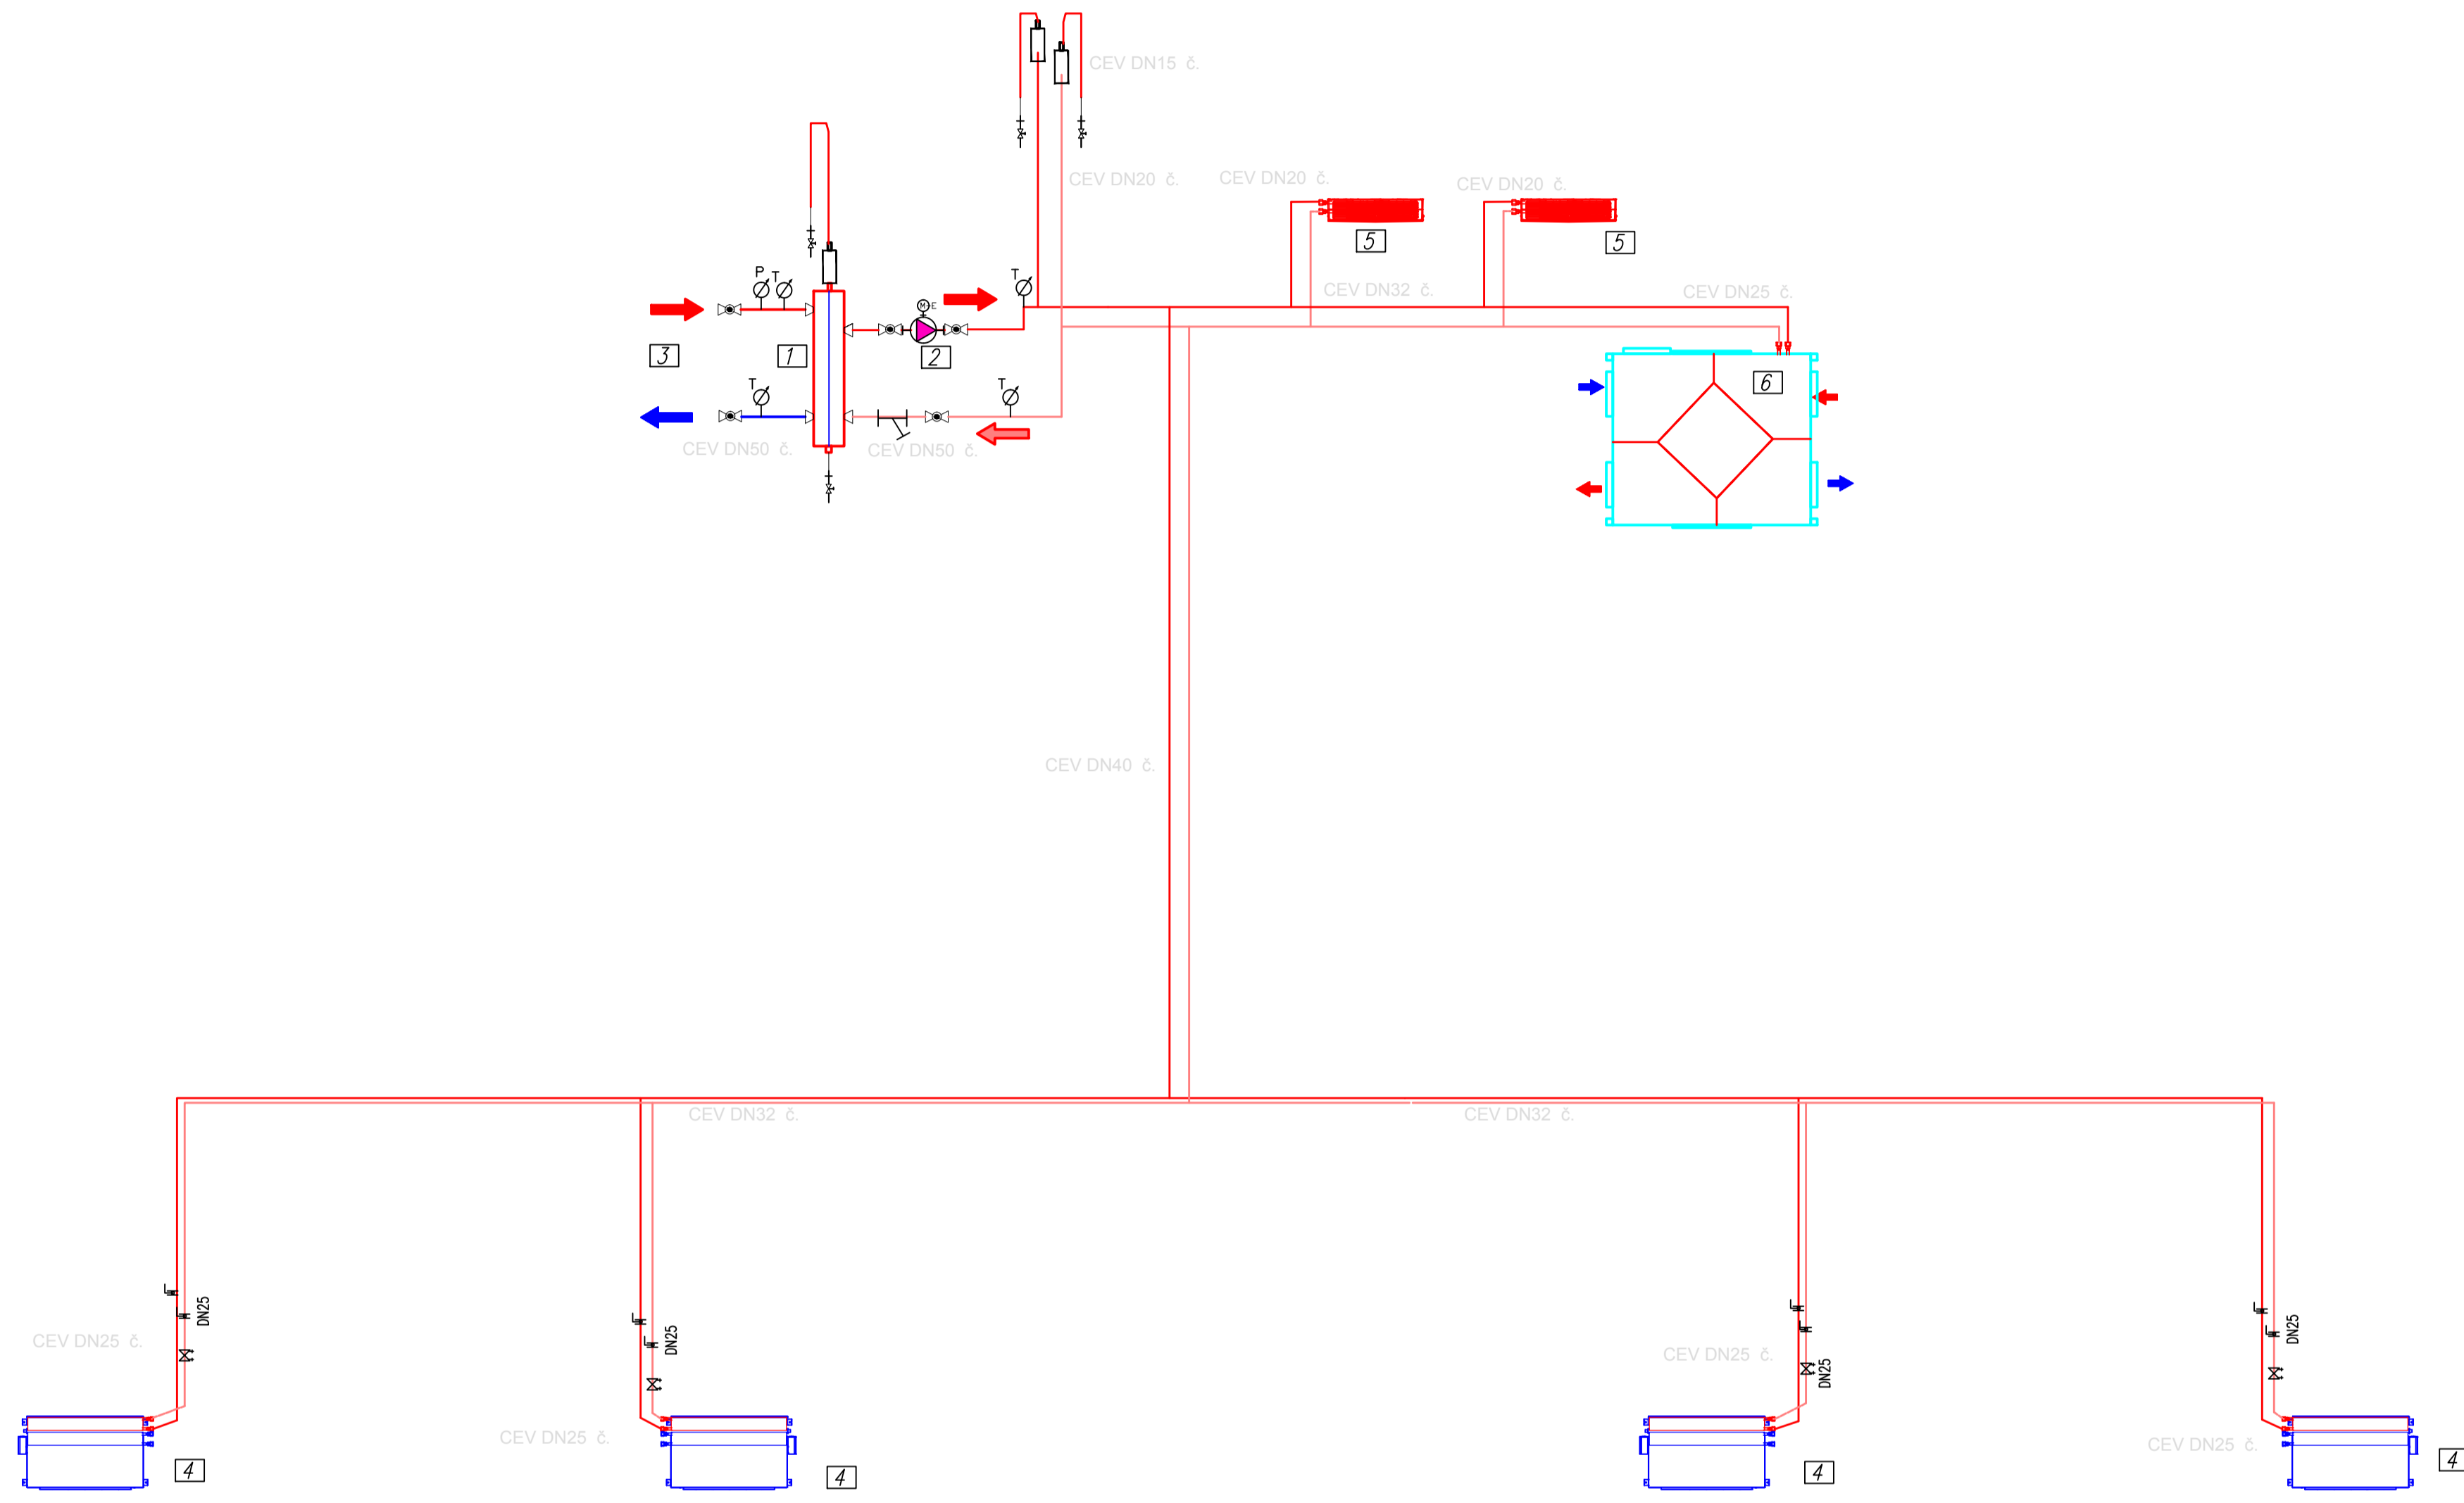 CEV DN15 č.
CEV DN20 č.
CEV DN20 č.
CEV DN20 č.
5
5
P
T
M
E
T
CEV DN32 č.
CEV DN25 č.
3
1
2
6
T
T
CEV DN50 č.
CEV DN50 č.
CEV DN40 č.
CEV DN32 č.
CEV DN32 č.
DN25
DN25
DN25
DN25
CEV DN25 č.
CEV DN25 č.
CEV DN25 č.
CEV DN25 č.
4
4
4
4